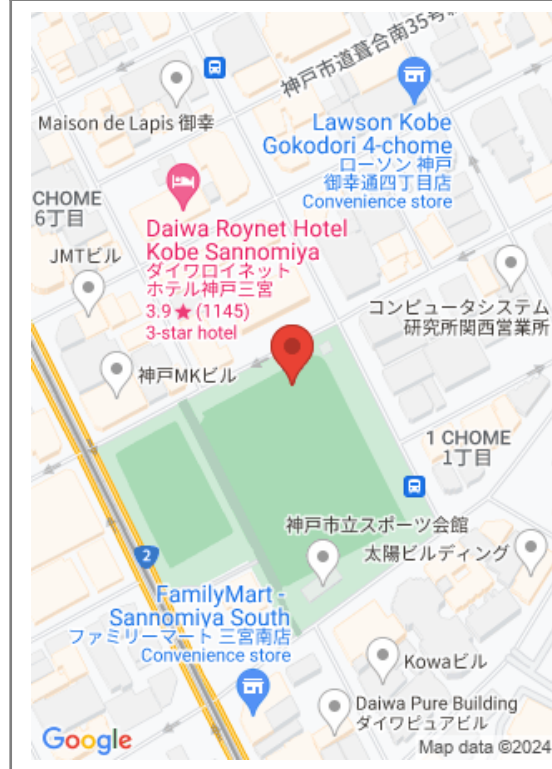 神戸市道葺合南35号
Maison de Lapis 御幸
Lawson Kobe
Gokodori 4-chome
ローソン 神戸
御幸通四丁目店
Convenience store
CHOME
6丁目
Daiwa Roynet Hotel
Kobe Sannomiya
ダイワロイネット
ホテル神戸三宮
3.9★(1145)
3-star hotel
JMTビル
コンピュータシステム
研究所関西営業所
神戸MKビル
1 CHOME
1丁目
神戸市立スポーツ会館
太陽ビルディング
2
FamilyMart -
Sannomiya South
ファミリーマート 三宮南店
Convenience store
Kowaビル
Daiwa Pure Building
ダイワピュアビル
Google
Map data ©2024